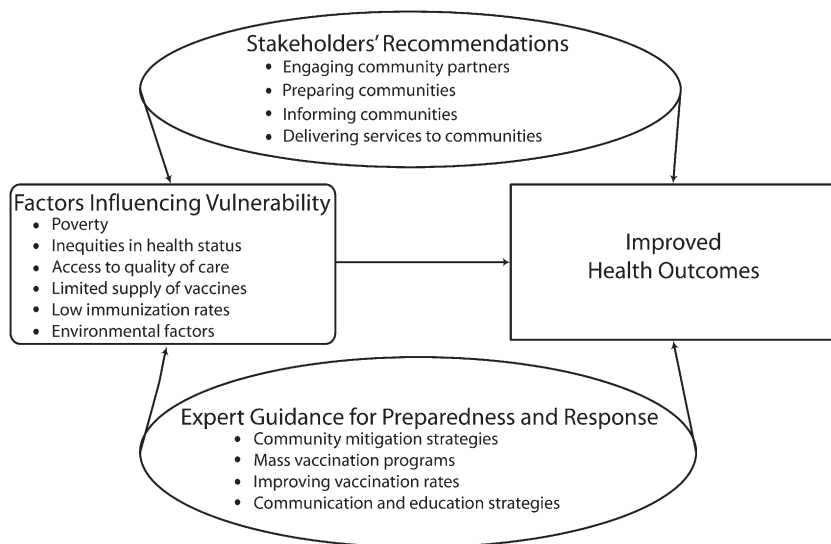 Stakeholders’ Recommendations
• Engaging community partners
• Preparing communities
• Informing communities
• Delivering services to communities
Factors Influencing Vulnerability
• Poverty
• Inequities in health status
• Access to quality of care
• Limited supply of vaccines
• Low immunization rates
• Environmental factors
Improved
Health Outcomes
Expert Guidance for Preparedness and Response
• Community mitigation strategies
• Mass vaccination programs
• Improving vaccination rates
• Communication and education strategies